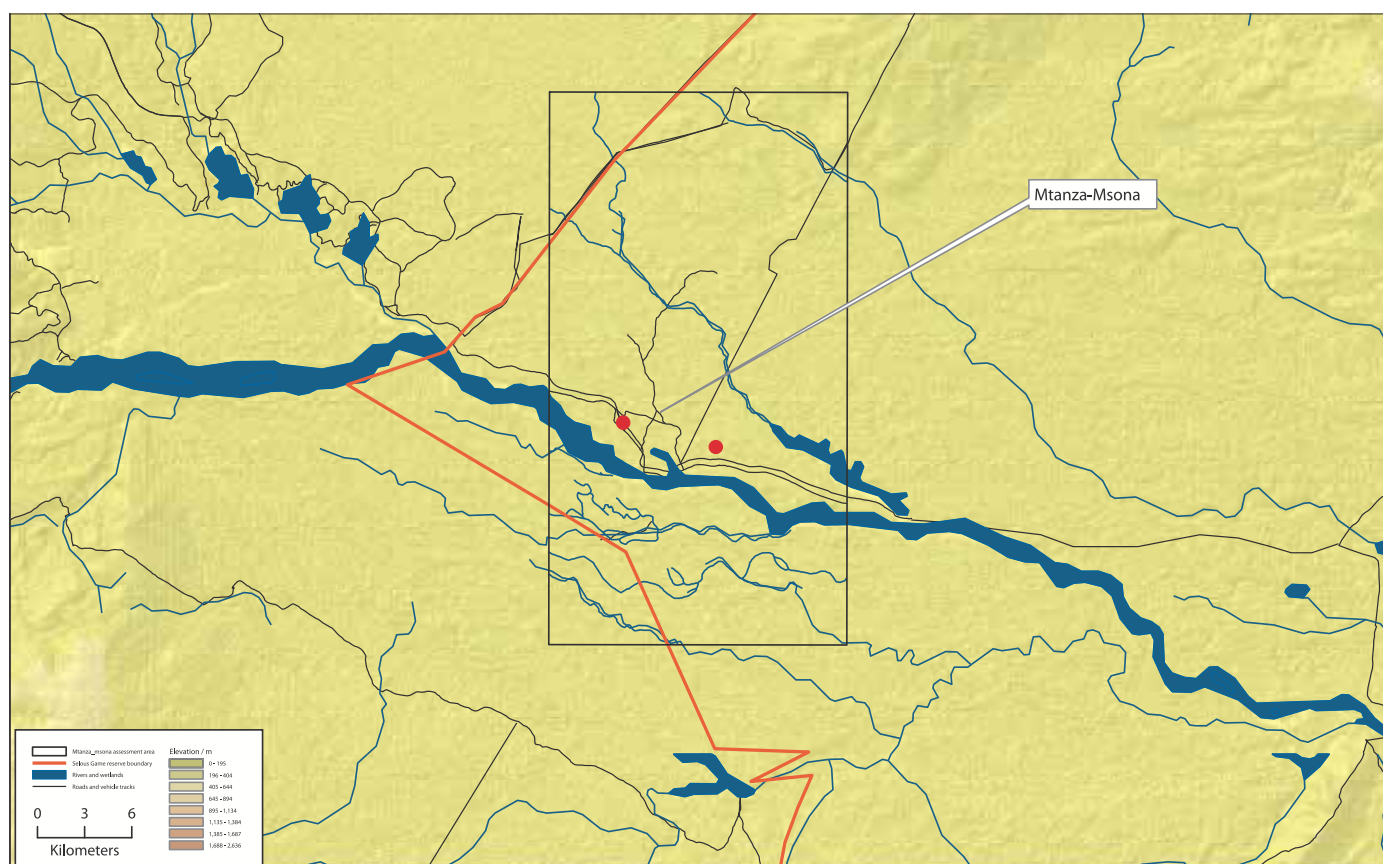 Mtanza-Msona
Mtanza_msona assessment area
Selous Game reserve boundary
Rivers and wetlands
Roads and vehicle tracks
0 3 6
Kilometers
Elevation / m
0 - 195
196 - 404
405 - 644
645 - 894
895 - 1,134
1,135 - 1,384
1,385 - 1,687
1,688 - 2,636